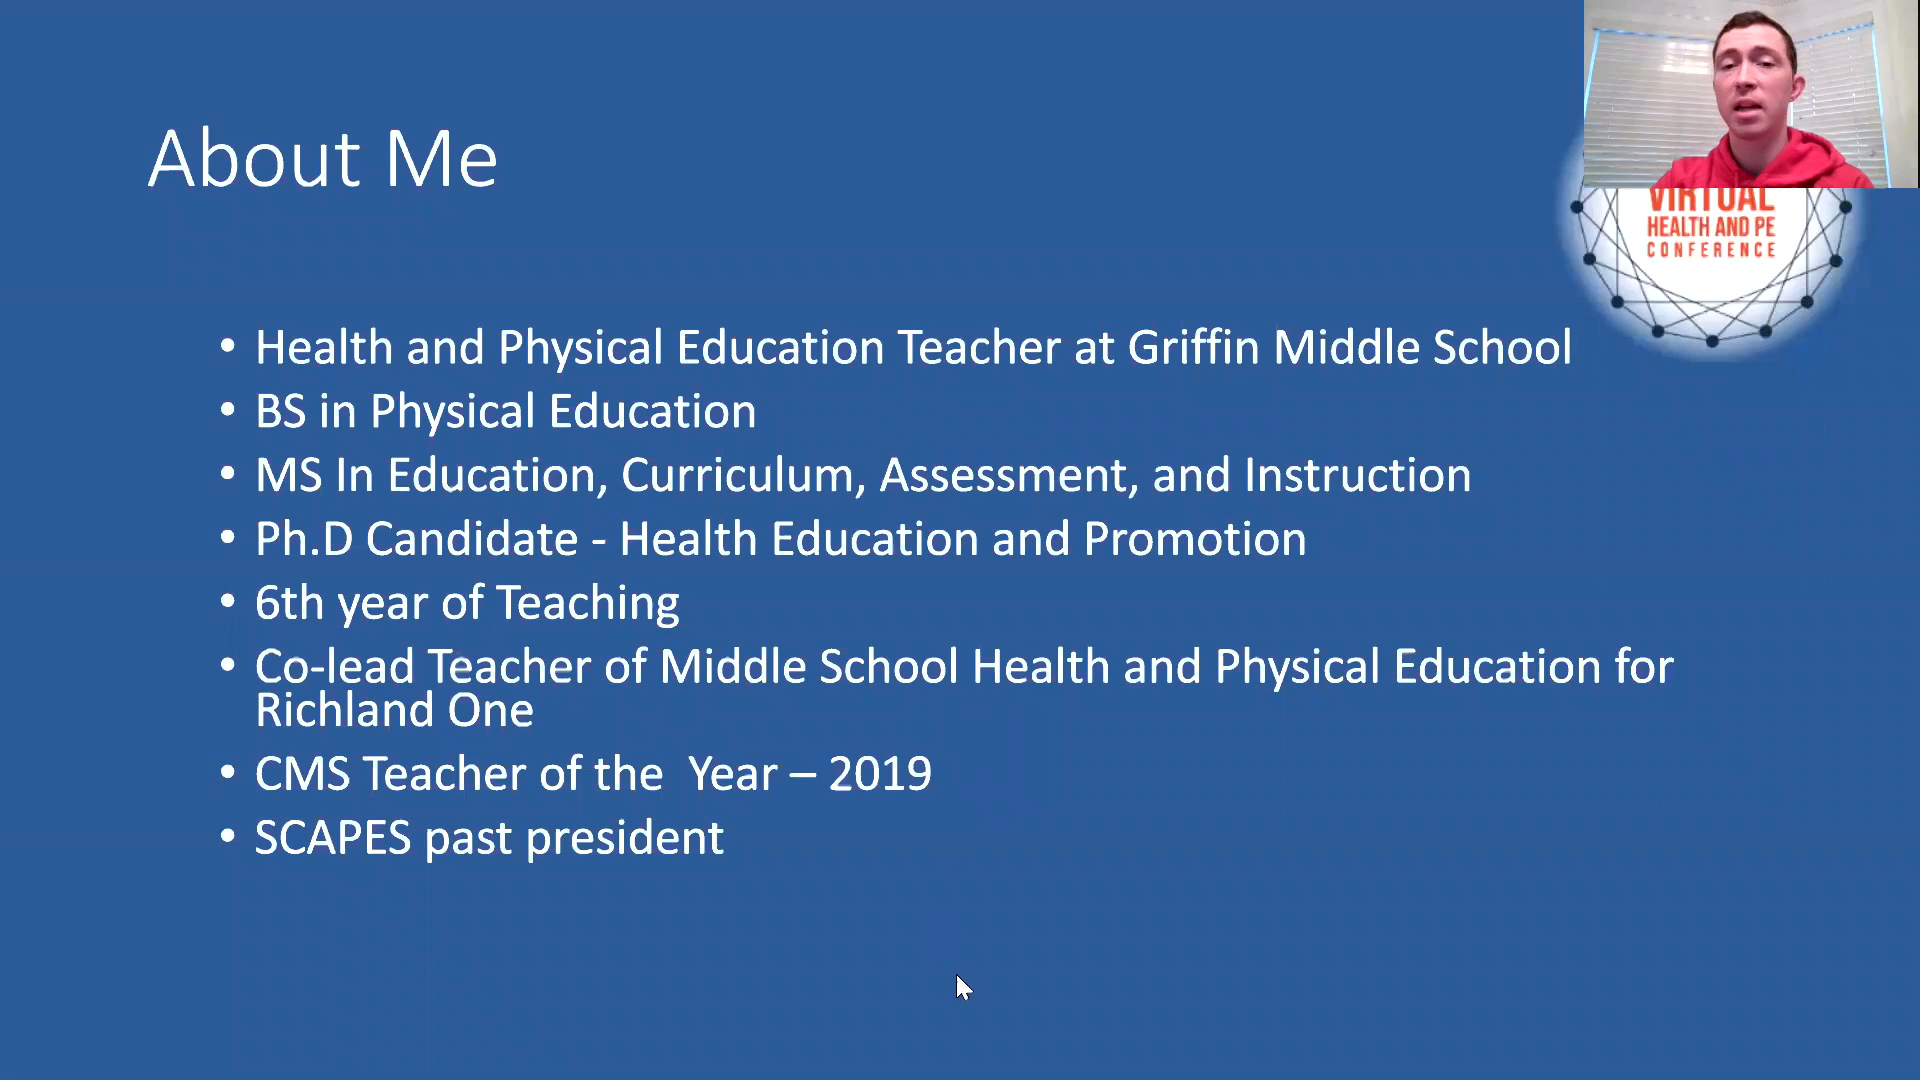 About Me
VIRTUAL
HEALTH AND PE
CONFERENCE
• Health and Physical Education Teacher at Griffin Middle School
• BS in Physical Education
• MS In Education, Curriculum, Assessment, and Instruction
• Ph.D Candidate - Health Education and Promotion
• 6th year of Teaching
• Co-lead Teacher of Middle School Health and Physical Education for
Richland One
• CMS Teacher of the  Year – 2019
• SCAPES past president